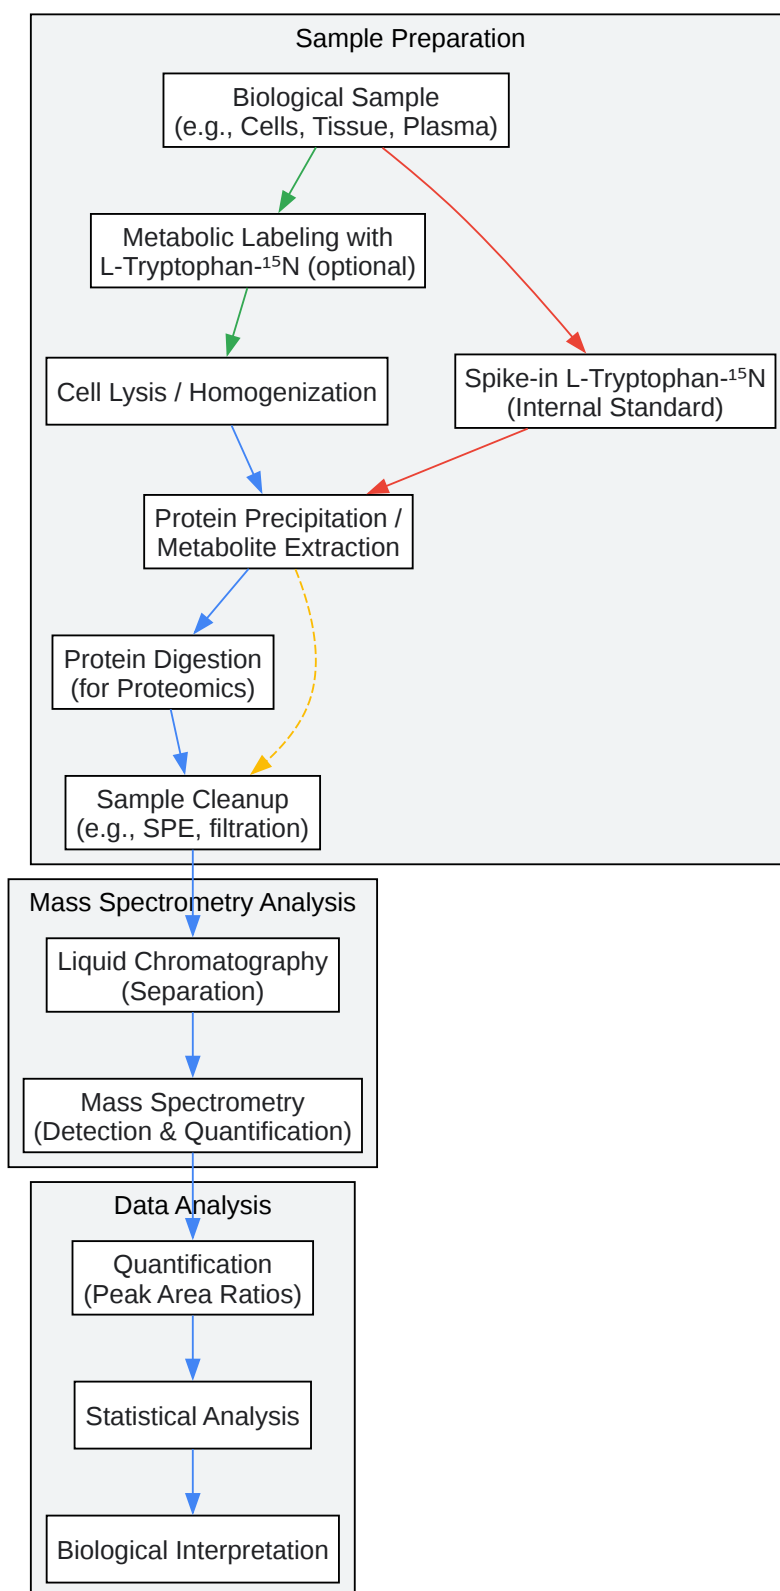 Sample Preparation
Biological Sample
(e.g., Cells, Tissue, Plasma)
Metabolic Labeling with
L-Tryptophan-¹⁵N (optional)
Cell Lysis / Homogenization
Spike-in L-Tryptophan-¹⁵N
(Internal Standard)
Protein Precipitation /
Metabolite Extraction
Protein Digestion
(for Proteomics)
Sample Cleanup
(e.g., SPE, filtration)
Mass Spectrometry Analysis
Liquid Chromatography
(Separation)
Mass Spectrometry
(Detection & Quantification)
Data Analysis
Quantification
(Peak Area Ratios)
Statistical Analysis
Biological Interpretation